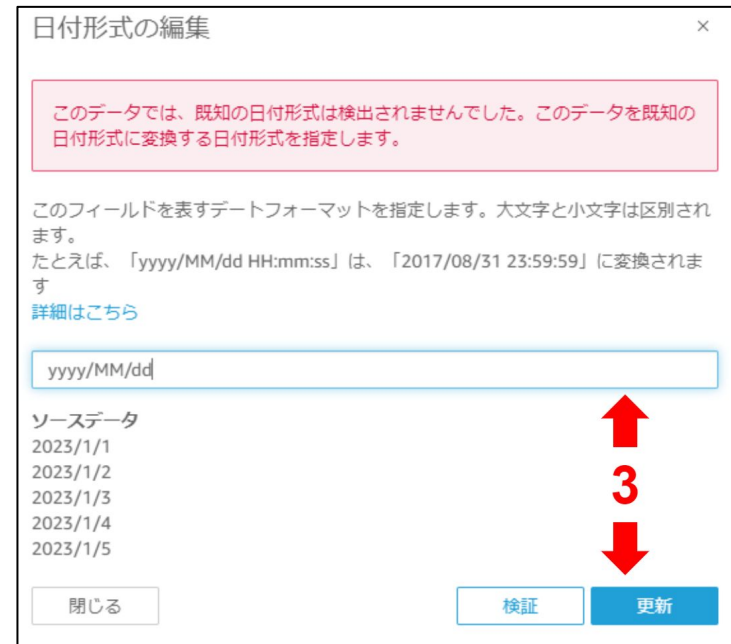 日付形式の編集 ×
このデータでは、既知の日付形式は検出されませんでした。このデータを既知の
日付形式に変換する日付形式を指定します。
このフィールドを表すデートフォーマットを指定します。大文字と小文字は区別され
ます。
たとえば、「yyyy/MM/dd HH:mm:ss」は、「2017/08/31 23:59:59」に変換されま
す
詳細はこちら
yyyy/MM/dd
ソースデータ
2023/1/1
2023/1/2
2023/1/3
2023/1/4
2023/1/5
3
閉じる 検証 更新